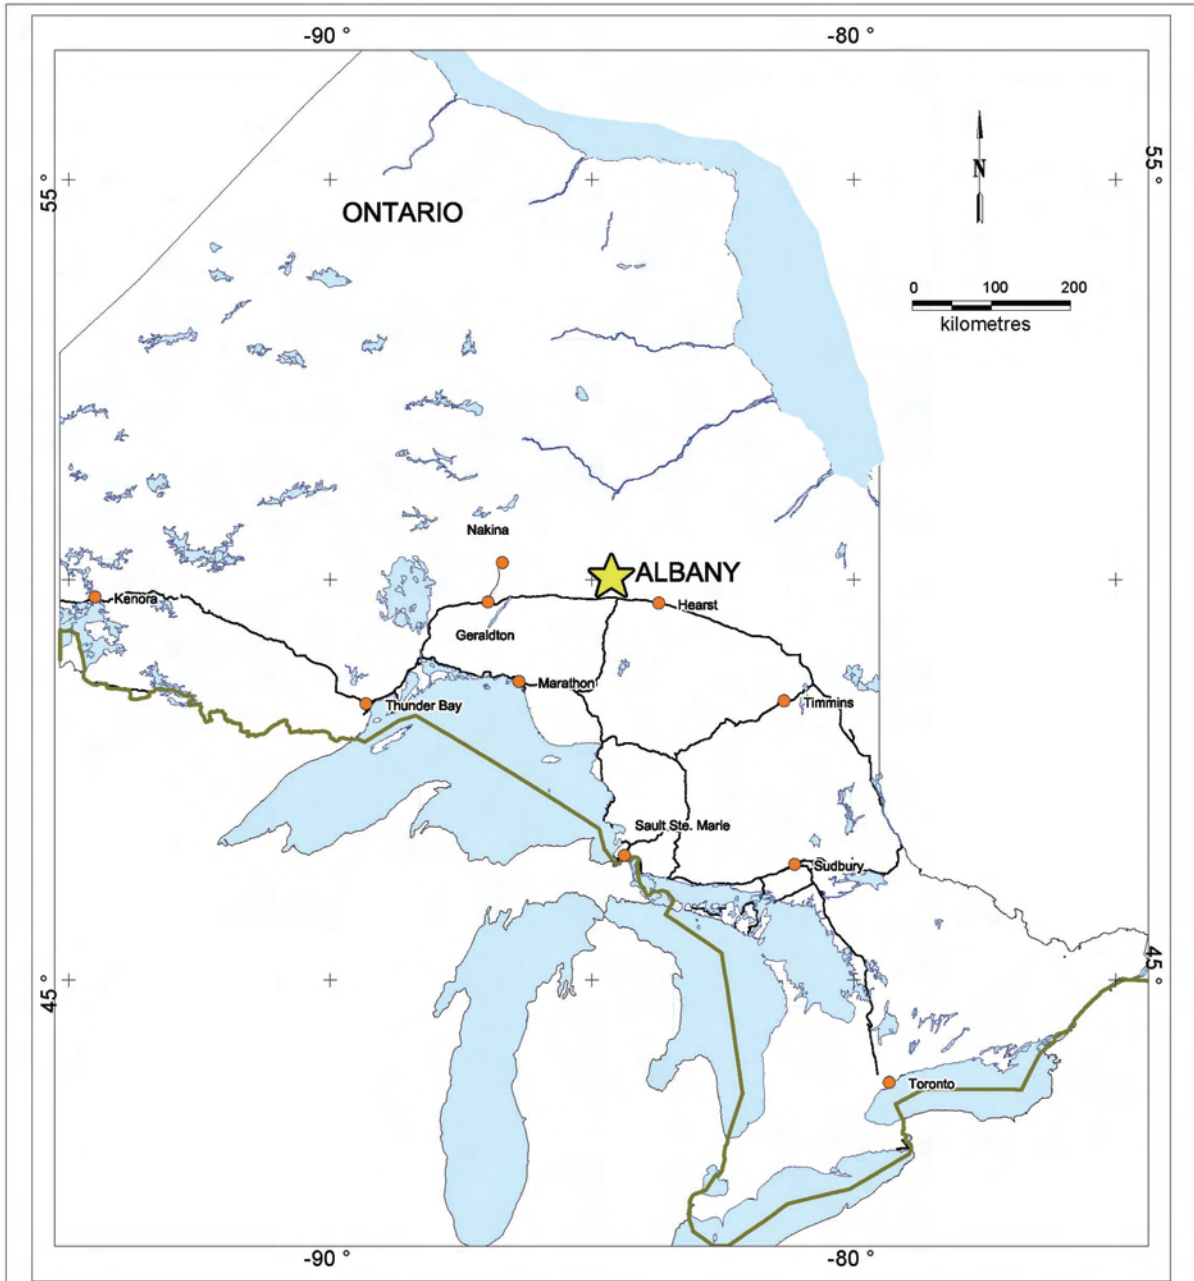 -90 °
-80 °
55 °
55 °
N
ONTARIO
0 100 200
kilometres
Nakina
ALBANY
Kenora
Hearst
Geraldton
Marathon
Thunder Bay
Timmins
Sault Ste. Marie
Sudbury
45 °
45 °
Toronto
-90 °
-80 °